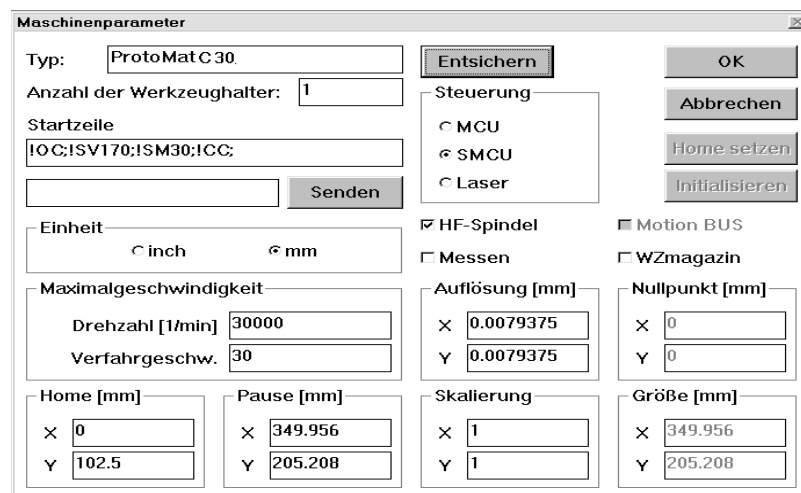 Maschinenparameter
Typ: ProtoMat C 30
Entsichern
OK
Anzahl der Werkzeughalter: 1
Abbrechen
Startzeile
!OC;!SV170;!SM30;!CC;
Senden
Steuerung
MCU
SMCU
Laser
Home setzen
Initialisieren
Einheit
inch mm
HF-Spindel
Motion BUS
Messen
WZmagazin
Maximalgeschwindigkeit
Drehzahl [1/min] 30000
Verfahrgeschw. 30
Auflösung [mm]
X 0.0079375
Y 0.0079375
Nullpunkt [mm]
X 0
Y 0
Home [mm]
X 0
Y 102.5
Pause [mm]
X 349.956
Y 205.208
Skalierung
X 1
Y 1
Größe [mm]
X 349.956
Y 205.208